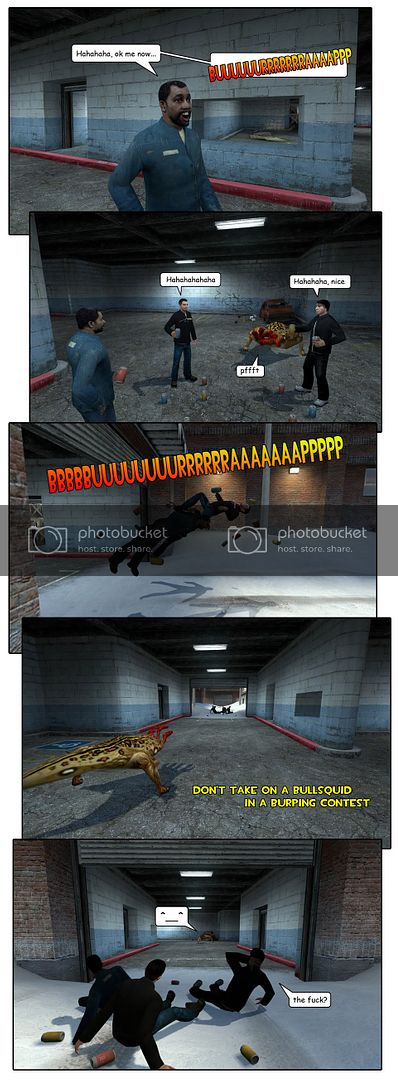 Hahahaha, ok me now...
BUUUUUURRRRRRRAAAAPPP
Hahahahahaha
Hahahaha, nice
pffft
BBBBBUUUUUUUURRRRRRRAAAAAAAPPPPP
photobucket
host. store. share.
photobucket
host. store. share.
DON'T TAKE ON A BULLSQUID
IN A BURPING CONTEST
the fuck?